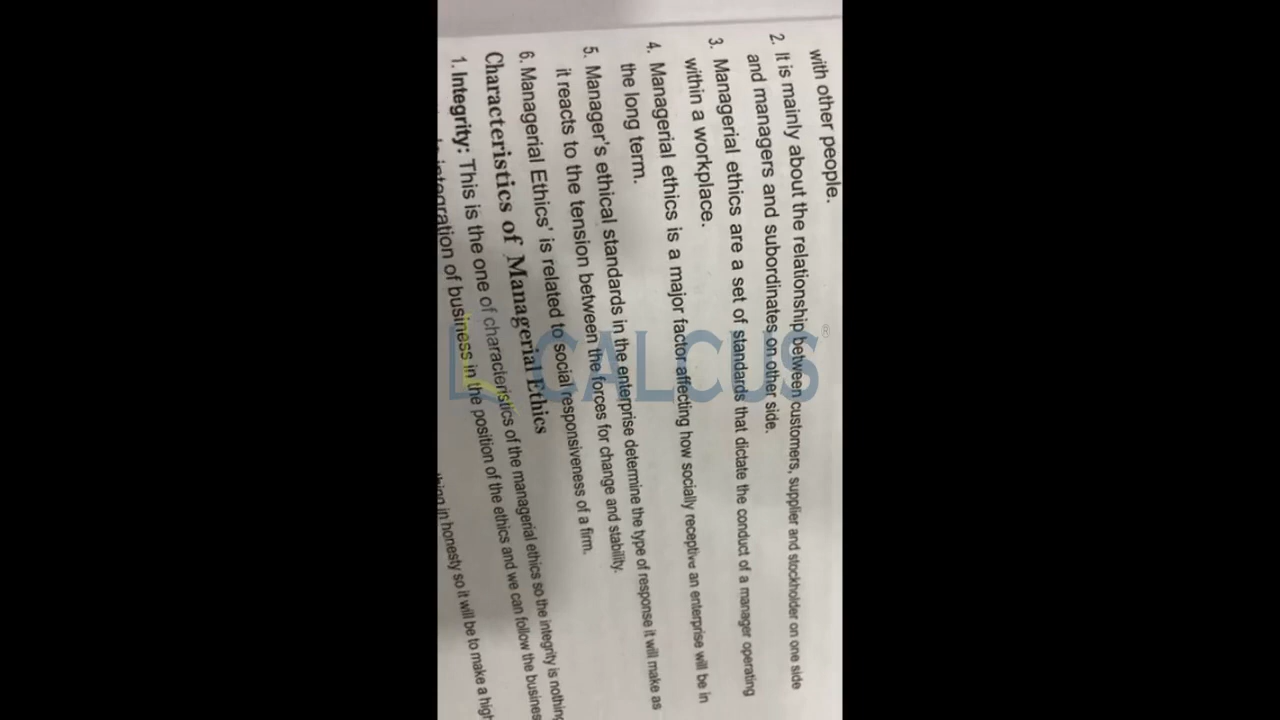 with other people.
2. It is mainly about the relationship between customers, supplier and stockholder on one side
and managers and subordinates on other side.
3. Managerial ethics are a set of standards that dictate the conduct of a manager operating
within a workplace.
4. Managerial ethics is a major factor affecting how socially receptive an enterprise will be in
the long term.
5. Manager's ethical standards in the enterprise determine the type of response it will make as
it reacts to the tension between the forces for change and stability.
6. Managerial Ethics' is related to social responsiveness of a firm.
Characteristics of Managerial Ethics
1. Integrity: This is the one of characteristics of the managerial ethics so the integrity is
integration of business in the position of the ethics and we can follow the
in honesty so it will be to make a
CALCUS